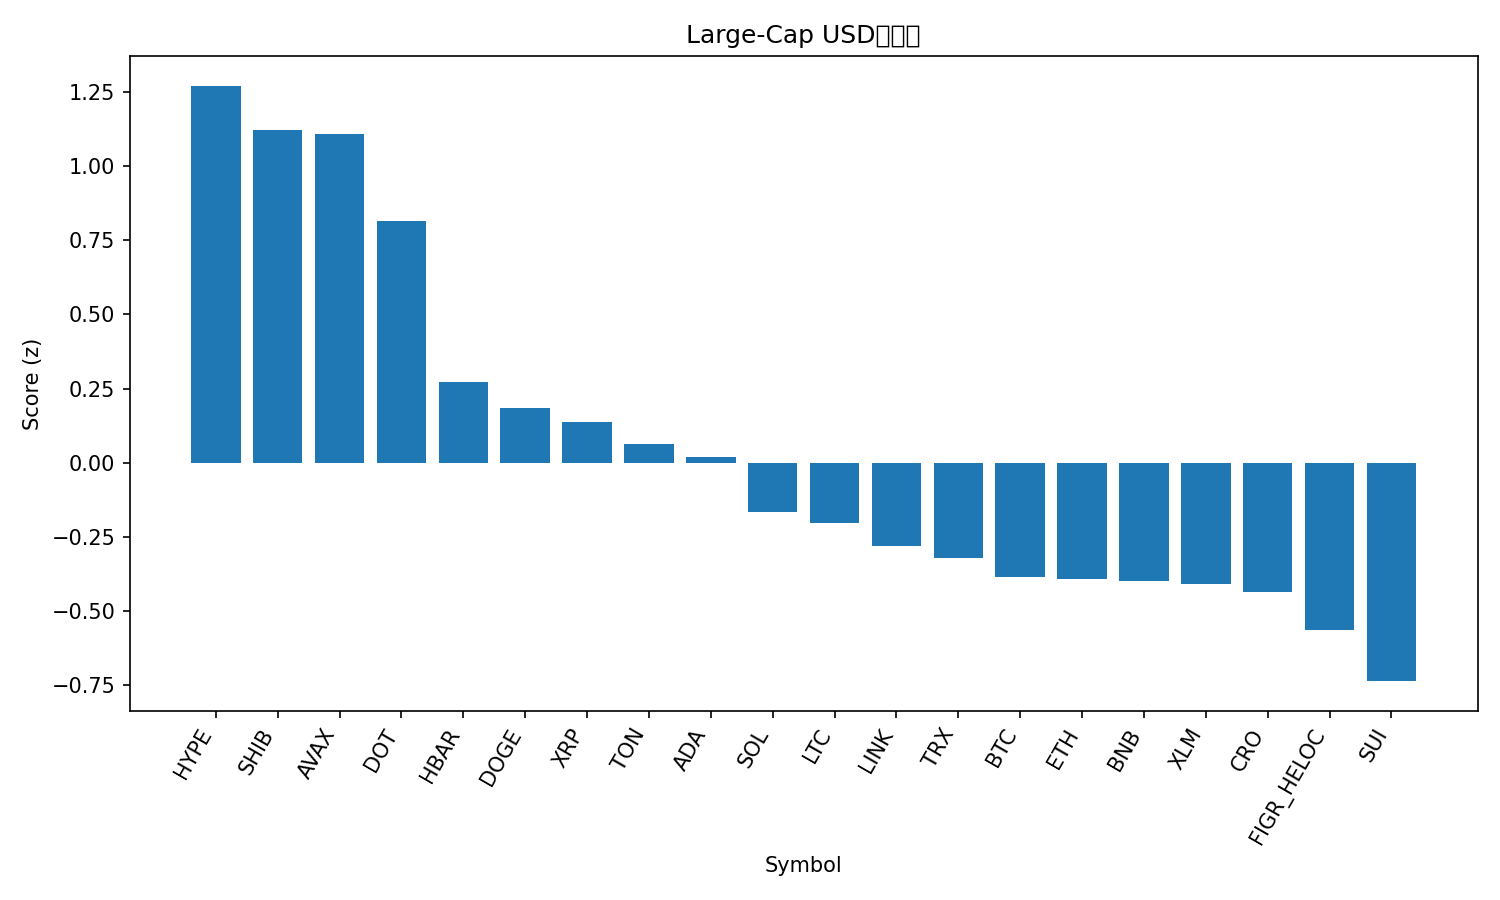 Large-Cap USD
Score (z)
1.25
1.00
0.75
0.50
0.25
0.00
−0.25
−0.50
−0.75
HYPE
SHIB
AVAX
DOT
HBAR
DOGE
XRP
TON
ADA
SOL
LTC
LINK
TRX
BTC
ETH
BNB
XLM
CRO
FIGR_HELOC
SUI
Symbol